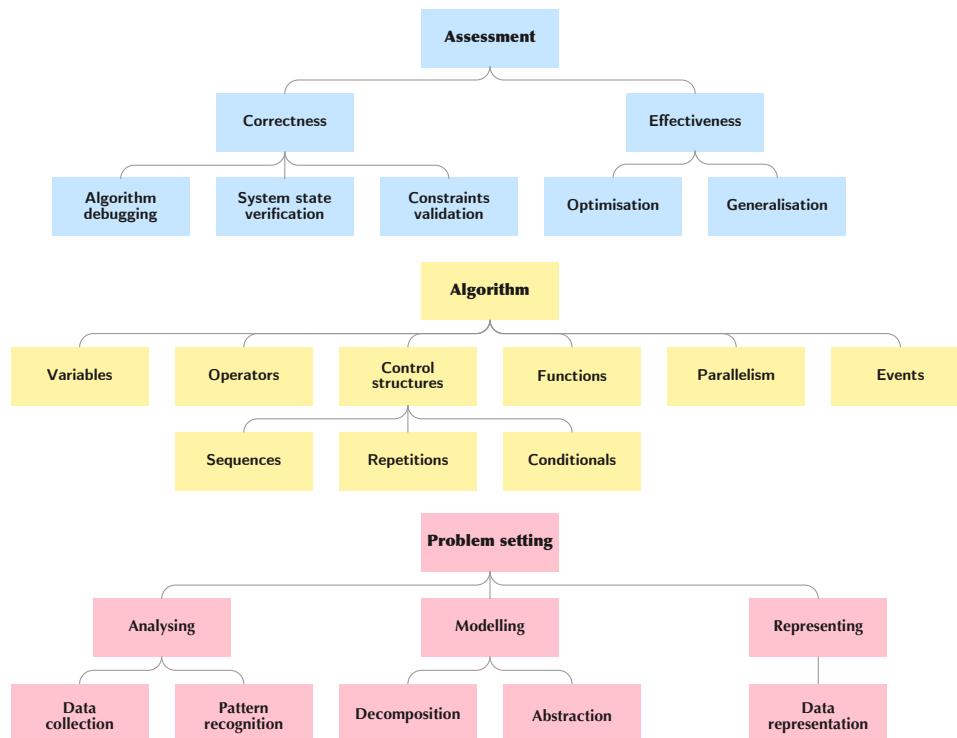 Assessment
Correctness
Effectiveness
Algorithm
debugging
System state
verification
Constraints
validation
Optimisation
Generalisation
Algorithm
Variables
Operators
Control
structures
Functions
Parallelism
Events
Sequences
Repetitions
Conditionals
Problem setting
Analysing
Modelling
Representing
Data
collection
Pattern
recognition
Decomposition
Abstraction
Data
representation